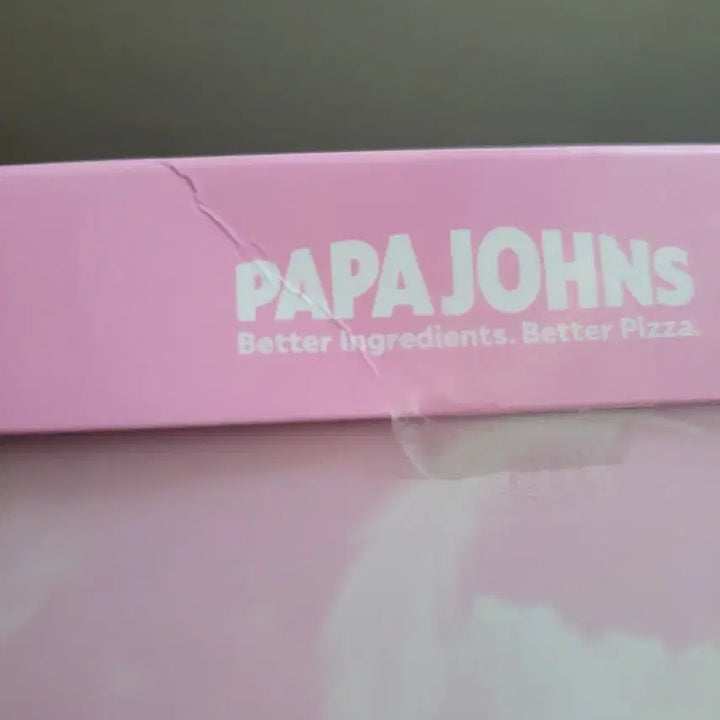 PAPA JOHNS
Better Ingredients. Better Pizza.